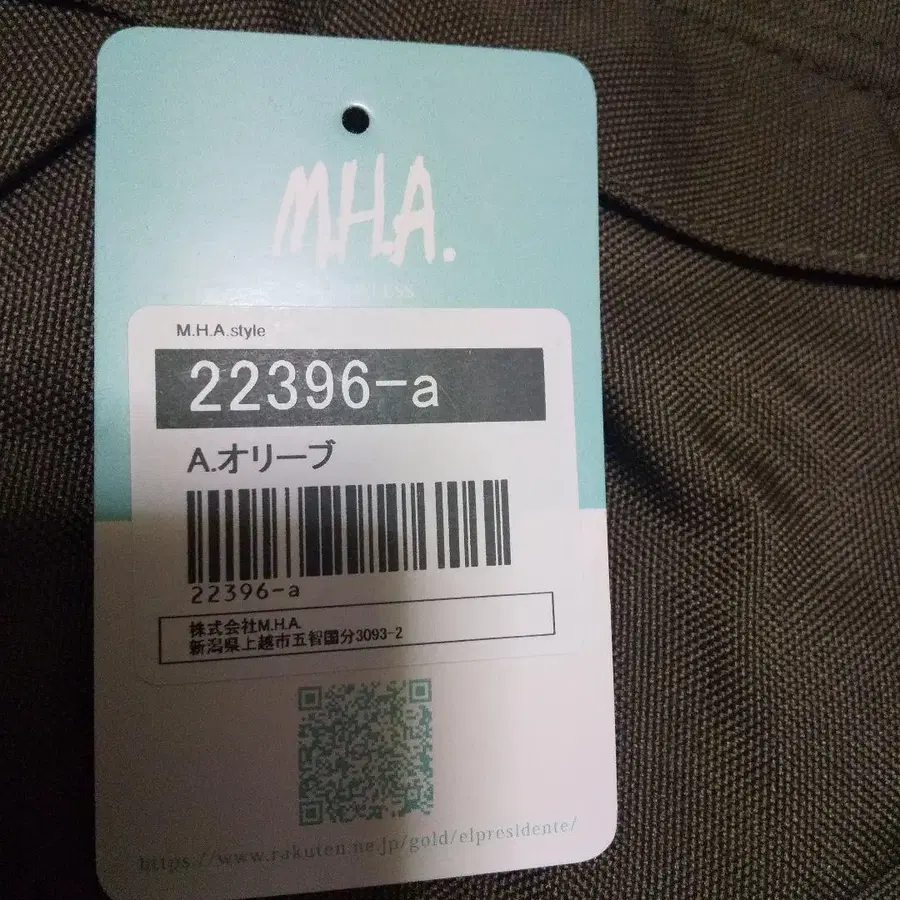 M.H.A.
M.H.A.style
22396-a
A.オリーブ
22396-a
株式会社M.H.A.
新潟県上越市五智国分3093-2
https://www.rakuten.ne.jp/gold/elpresidente/